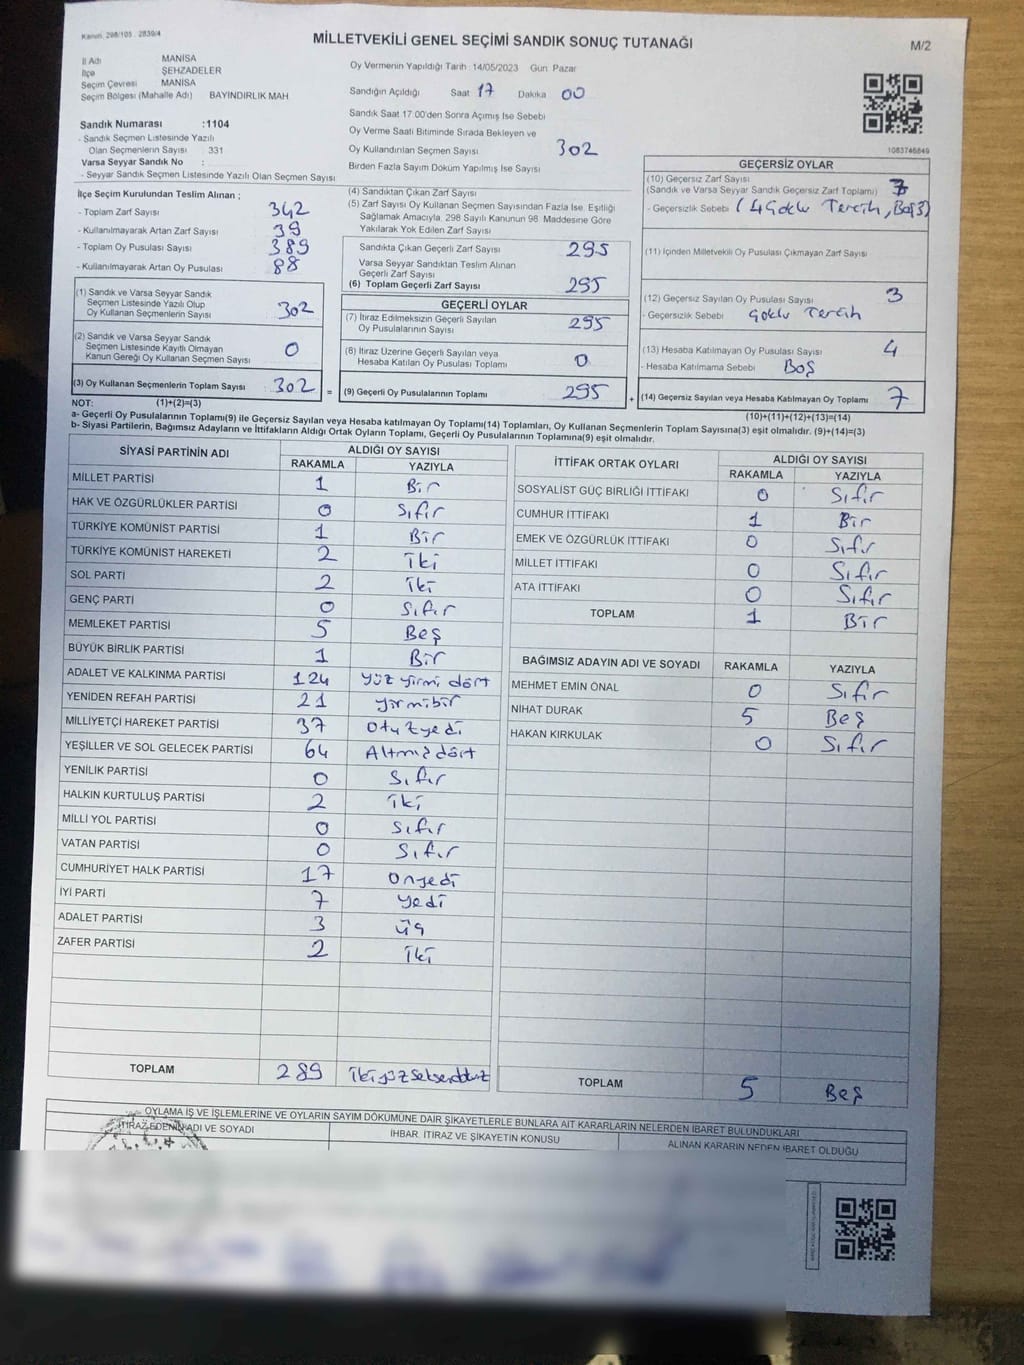 Kanun. 298/105 . 2839/4
MİLLETVEKİLİ GENEL SEÇİMİ SANDIK SONUÇ TUTANAĞI
M/2
İl Adı MANİSA
İlçe ŞEHZADELER
Seçim Çevresi MANİSA
Seçim Bölgesi (Mahalle Adı) BAYINDIRLIK MAH
Sandık Numarası :1104
- Sandık Seçmen Listesinde Yazılı
Olan Seçmenlerin Sayısı : 331
Varsa Seyyar Sandık No :
- Seyyar Sandık Seçmen Listesinde Yazılı Olan Seçmen Sayısı
Oy Vermenin Yapıldığı Tarih : 14/05/2023 Gün: Pazar
Sandığın Açıldığı Saat 17 Dakika 00
Sandık Saat 17:00'den Sonra Açımış İse Sebebi
Oy Verme Saati Bitiminde Sırada Bekleyen ve
Oy Kullandırılan Seçmen Sayısı 302
Birden Fazla Sayım Döküm Yapılmış İse Sayısı
1083746849
İlçe Seçim Kurulundan Teslim Alınan ;
- Toplam Zarf Sayısı 342
- Kullanılmayarak Artan Zarf Sayısı 39
- Toplam Oy Pusulası Sayısı 389
- Kullanılmayarak Artan Oy Pusulası 88
(1) Sandık ve Varsa Seyyar Sandık
Seçmen Listesinde Yazılı Olup
Oy Kullanan Seçmenlerin Sayısı 302
(2) Sandık ve Varsa Seyyar Sandık
Seçmen Listesinde Kayıtlı Olmayan
Kanun Gereği Oy Kullanan Seçmen Sayısı 0
(3) Oy Kullanan Seçmenlerin Toplam Sayısı : 302 =
(4) Sandıktan Çıkan Zarf Sayısı
(5) Zarf Sayısı Oy Kullanan Seçmen Sayısından Fazla İse, Eşitliği
Sağlamak Amacıyla, 298 Sayılı Kanunun 98. Maddesine Göre
Yakılarak Yok Edilen Zarf Sayısı
Sandıkta Çıkan Geçerli Zarf Sayısı 295
Varsa Seyyar Sandıktan Teslim Alınan
Geçerli Zarf Sayısı
(6) Toplam Geçerli Zarf Sayısı 295
GEÇERLİ OYLAR
(7) İtiraz Edilmeksizin Geçerli Sayılan
Oy Pusulalarının Sayısı 295
(8) İtiraz Üzerine Geçerli Sayılan veya
Hesaba Katılan Oy Pusulası Toplamı 0
(9) Geçerli Oy Pusulalarının Toplamı 295 +
GEÇERSİZ OYLAR
(10) Geçersiz Zarf Sayısı
(Sandık ve Varsa Seyyar Sandık Geçersiz Zarf Toplamı) 7
- Geçersizlik Sebebi (4 Çoklu Tercih, Boş 3)
(11) İçinden Milletvekili Oy Pusulası Çıkmayan Zarf Sayısı
(12) Geçersiz Sayılan Oy Pusulası Sayısı 3
- Geçersizlik Sebebi Çoklu Tercih
(13) Hesaba Katılmayan Oy Pusulası Sayısı 4
- Hesaba Katılmama Sebebi BOŞ
(14) Geçersiz Sayılan veya Hesaba Katılmayan Oy Toplamı 7
NOT: (1)+(2)=(3) (10)+(11)+(12)+(13)=(14)
a- Geçerli Oy Pusulalarının Toplamı(9) ile Geçersiz Sayılan veya Hesaba katılmayan Oy Toplamı(14) Toplamları, Oy Kullanan Seçmenlerin Toplam Sayısına(3) eşit olmalıdır. (9)+(14)=(3)
b- Siyasi Partilerin, Bağımsız Adayların ve İttifakların Aldığı Ortak Oyların Toplamı, Geçerli Oy Pusulalarının Toplamına(9) eşit olmalıdır.
SİYASİ PARTİNİN ADI ALDIĞI OY SAYISI
RAKAMLA YAZIYLA
MİLLET PARTİSİ 1 Bir
HAK VE ÖZGÜRLÜKLER PARTİSİ 0 Sıfır
TÜRKİYE KOMÜNİST PARTİSİ 1 Bir
TÜRKİYE KOMÜNİST HAREKETİ 2 iki
SOL PARTİ 2 iki
GENÇ PARTİ 0 Sıfır
MEMLEKET PARTİSİ 5 Beş
BÜYÜK BİRLİK PARTİSİ 1 Bir
ADALET VE KALKINMA PARTİSİ 124 yüz yirmi dört
YENİDEN REFAH PARTİSİ 21 yirmibir
MİLLİYETÇİ HAREKET PARTİSİ 37 Otuzyedi
YEŞİLLER VE SOL GELECEK PARTİSİ 64 Altmış dört
YENİLİK PARTİSİ 0 Sıfır
HALKIN KURTULUŞ PARTİSİ 2 iki
MİLLİ YOL PARTİSİ 0 Sıfır
VATAN PARTİSİ 0 Sıfır
CUMHURİYET HALK PARTİSİ 17 Onyedi
İYİ PARTİ 7 yedi
ADALET PARTİSİ 3 üç
ZAFER PARTİSİ 2 iki
TOPLAM 289 ikiyüzseksendokuz
İTTİFAK ORTAK OYLARI ALDIĞI OY SAYISI
RAKAMLA YAZIYLA
SOSYALİST GÜÇ BİRLİĞİ İTTİFAKI 0 Sıfır
CUMHUR İTTİFAKI 1 Bir
EMEK VE ÖZGÜRLÜK İTTİFAKI 0 Sıfır
MİLLET İTTİFAKI 0 Sıfır
ATA İTTİFAKI 0 Sıfır
TOPLAM 1 Bir
BAĞIMSIZ ADAYIN ADI VE SOYADI RAKAMLA YAZIYLA
MEHMET EMİN ÖNAL 0 Sıfır
NİHAT DURAK 5 Beş
HAKAN KIRKULAK 0 Sıfır
TOPLAM 5 Beş
OYLAMA İŞ VE İŞLEMLERİNE VE OYLARIN SAYIM DÖKÜMÜNE DAİR ŞİKAYETLERLE BUNLARA AİT KARARLARIN NELERDEN İBARET BULUNDUKLARI
İTİRAZ EDENİN ADI VE SOYADI İHBAR, İTİRAZ VE ŞİKAYETİN KONUSU ALINAN KARARIN NEDEN İBARET OLDUĞU